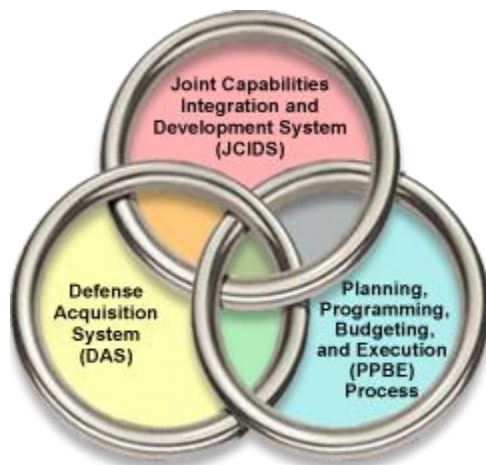 Joint Capabilities
Integration and
Development System
(JCIDS)
Defense
Acquisition
System
(DAS)
Planning,
Programming,
Budgeting,
and Execution
(PPBE)
Process